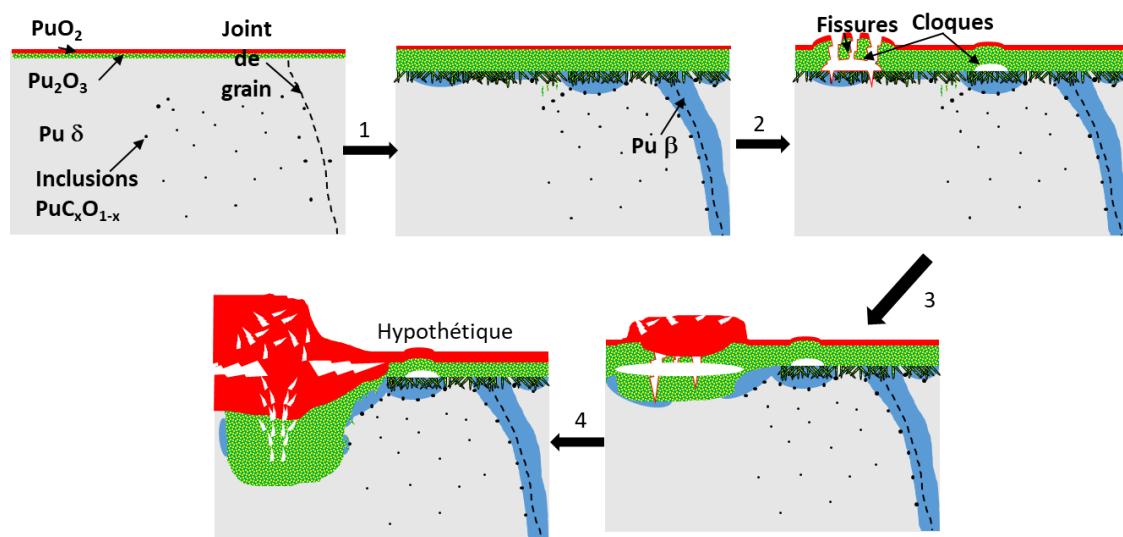 PuO₂
Pu₂O₃
Pu δ
Inclusions
PuCₓO₁₋ₓ
Joint
de
grain
1
Pu β
2
Fissures
Cloques
3
4
Hypothétique